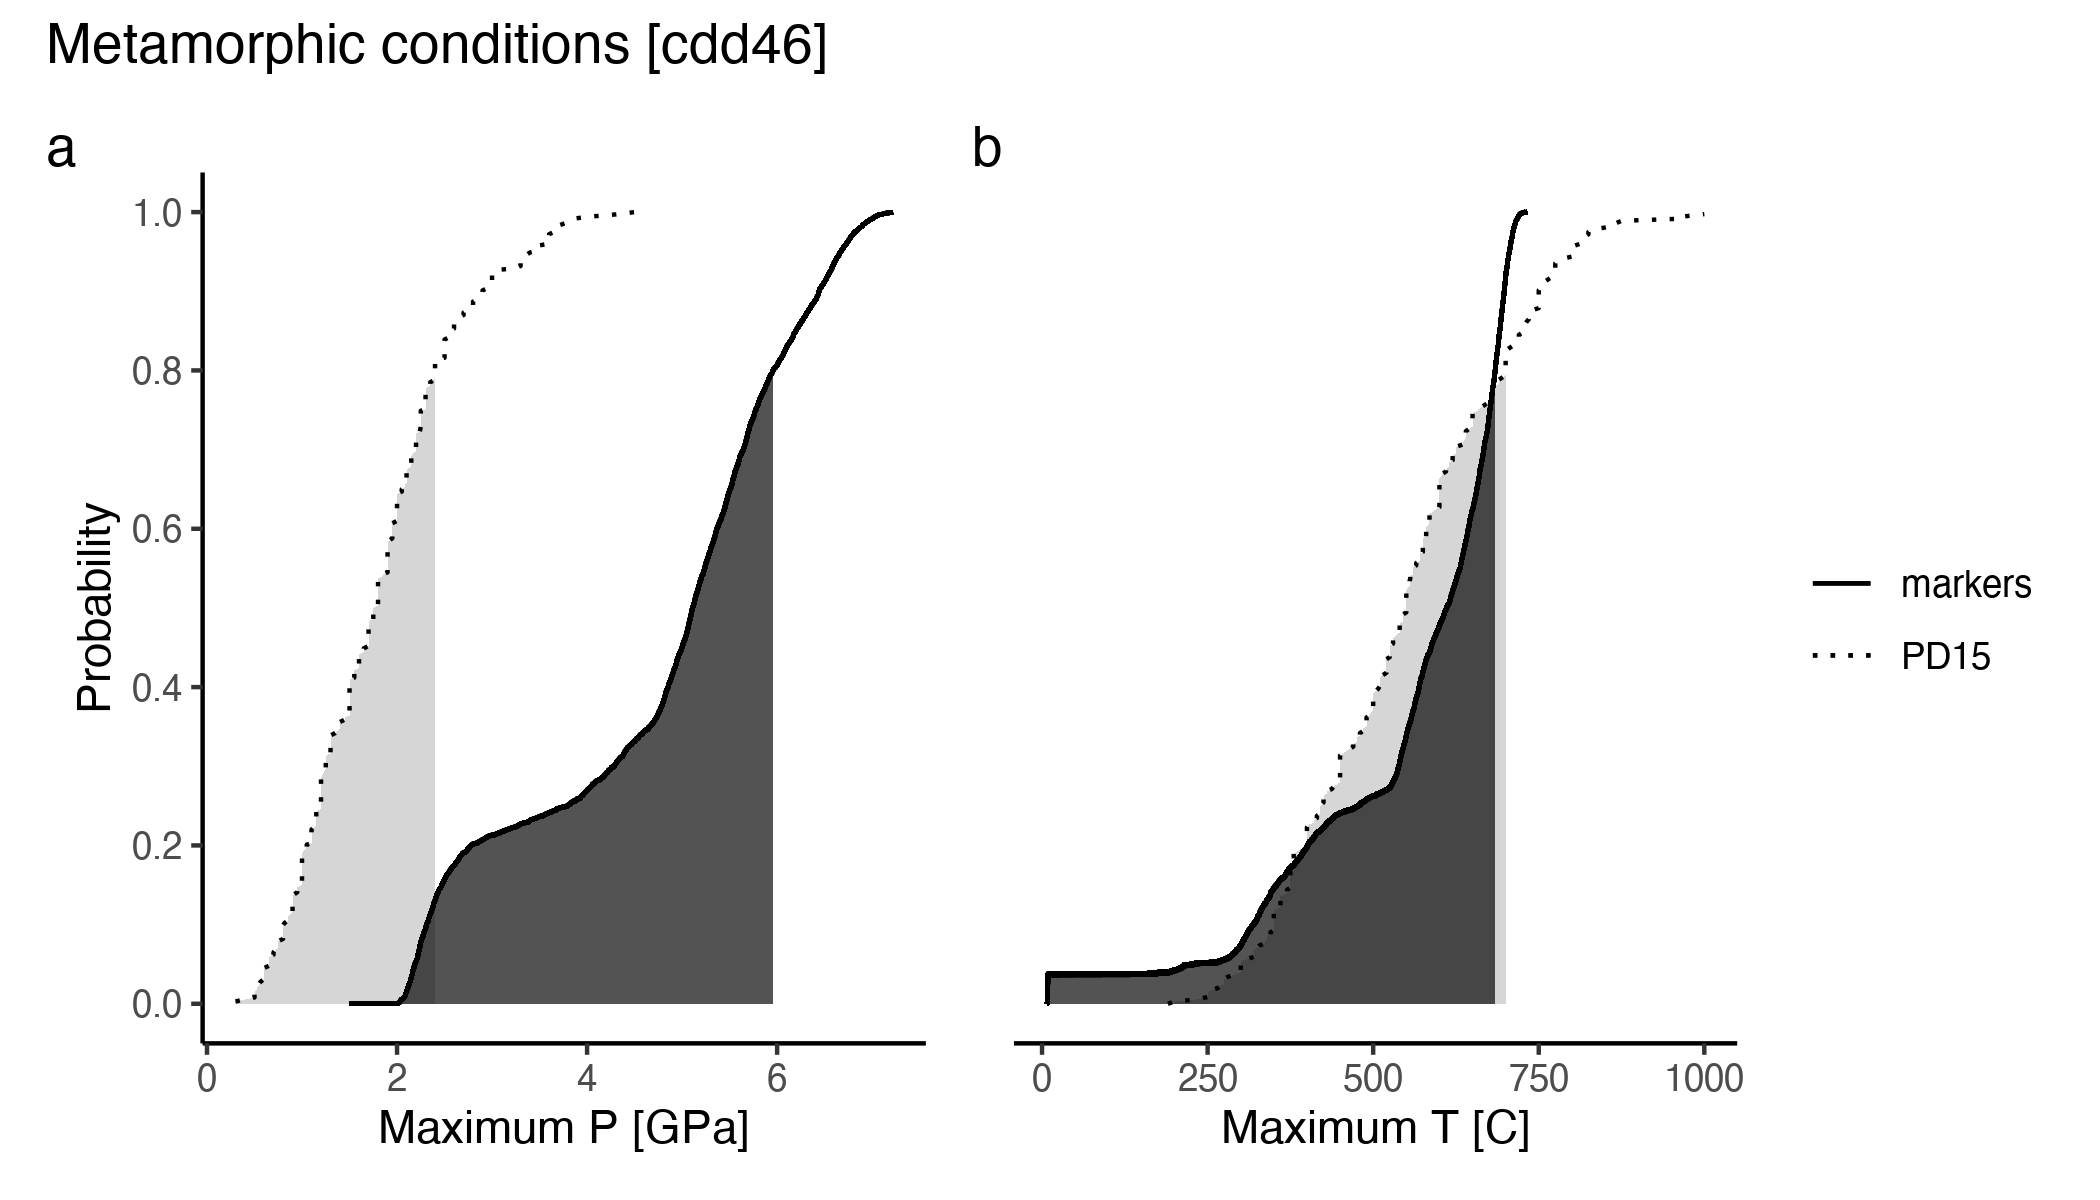 Metamorphic conditions [cdd46]
a
b
Probability
1.0
0.8
0.6
0.4
0.2
0.0
0 2 4 6
Maximum P [GPa]
0 250 500 750 1000
Maximum T [C]
markers
PD15